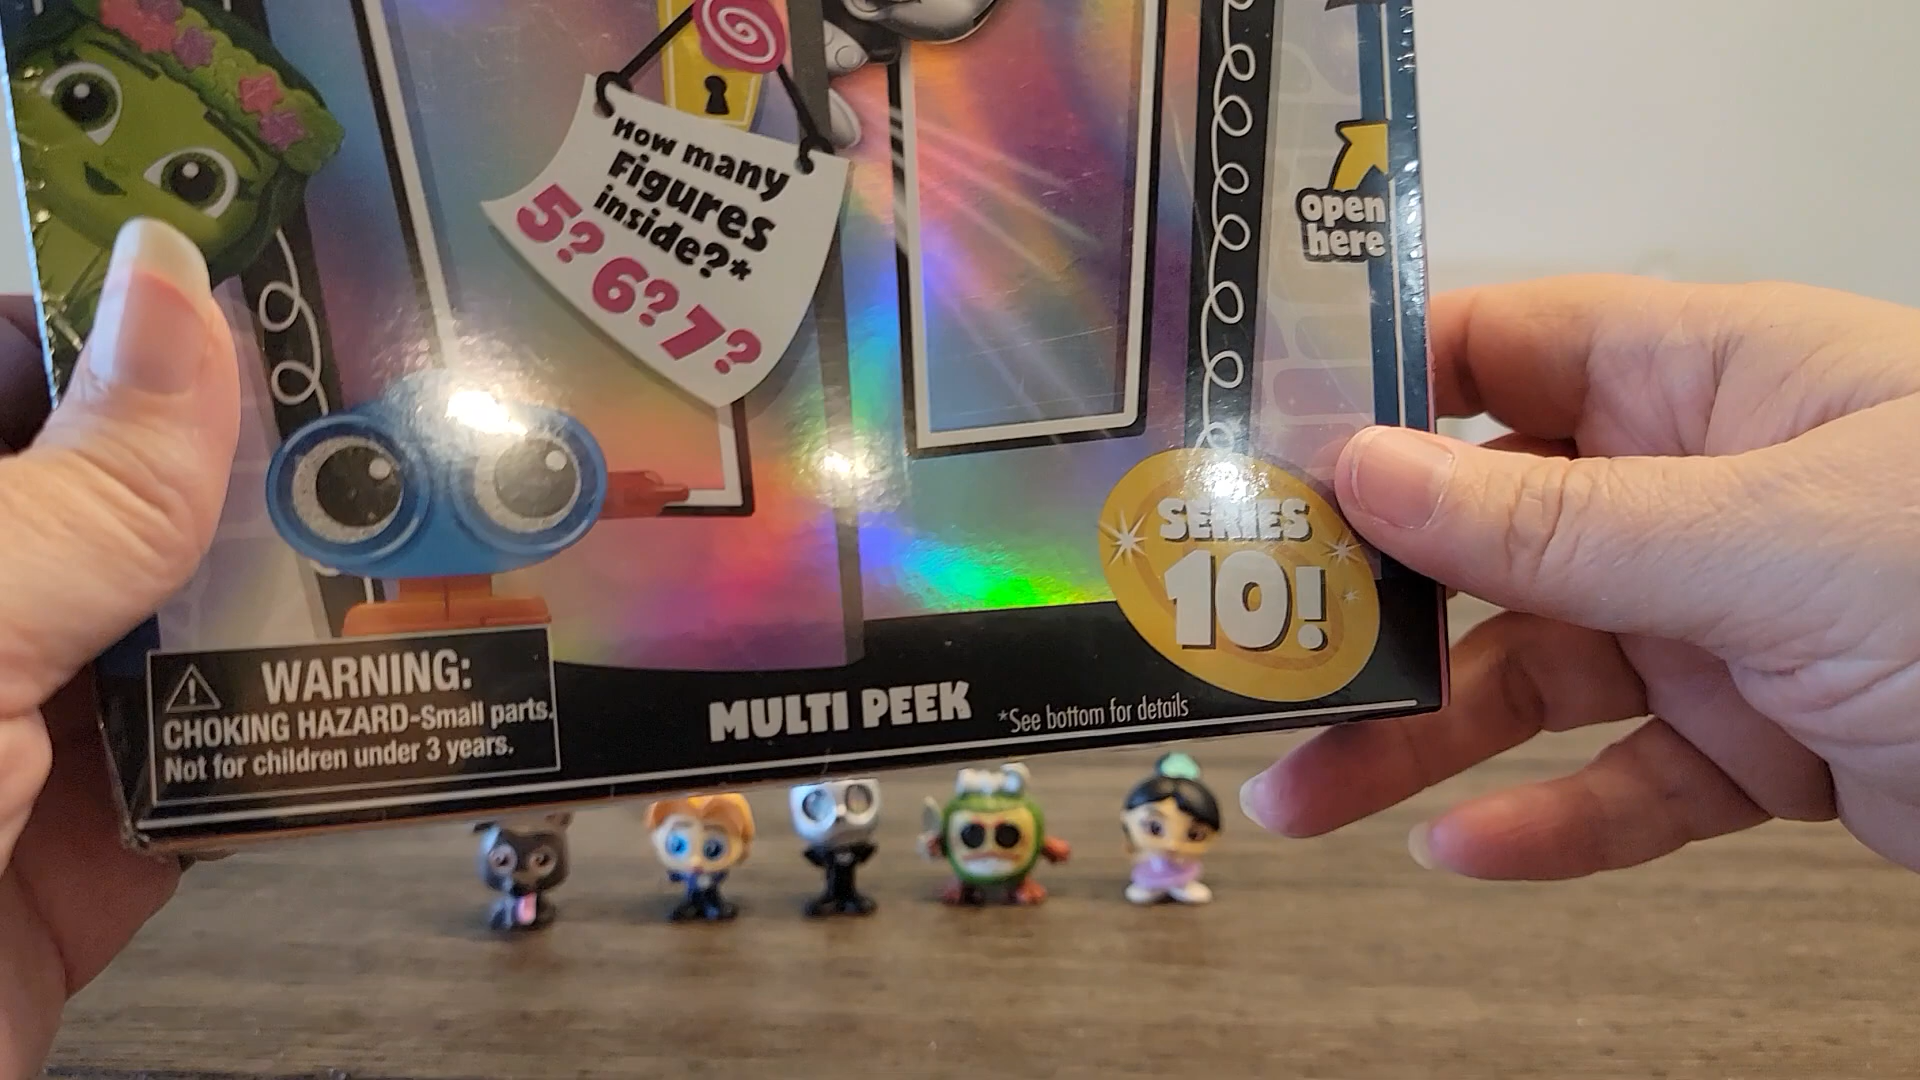 How many
Figures
inside?*
5? 6? 7?
open
here
SERIES
10!
WARNING:
CHOKING HAZARD-Small parts.
Not for children under 3 years.
MULTI PEEK
*See bottom for details